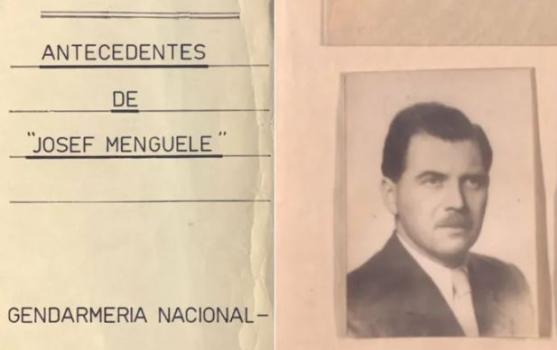 ANTECEDENTES
DE
"JOSEF MENGUELE"
GENDARMERIA NACIONAL-